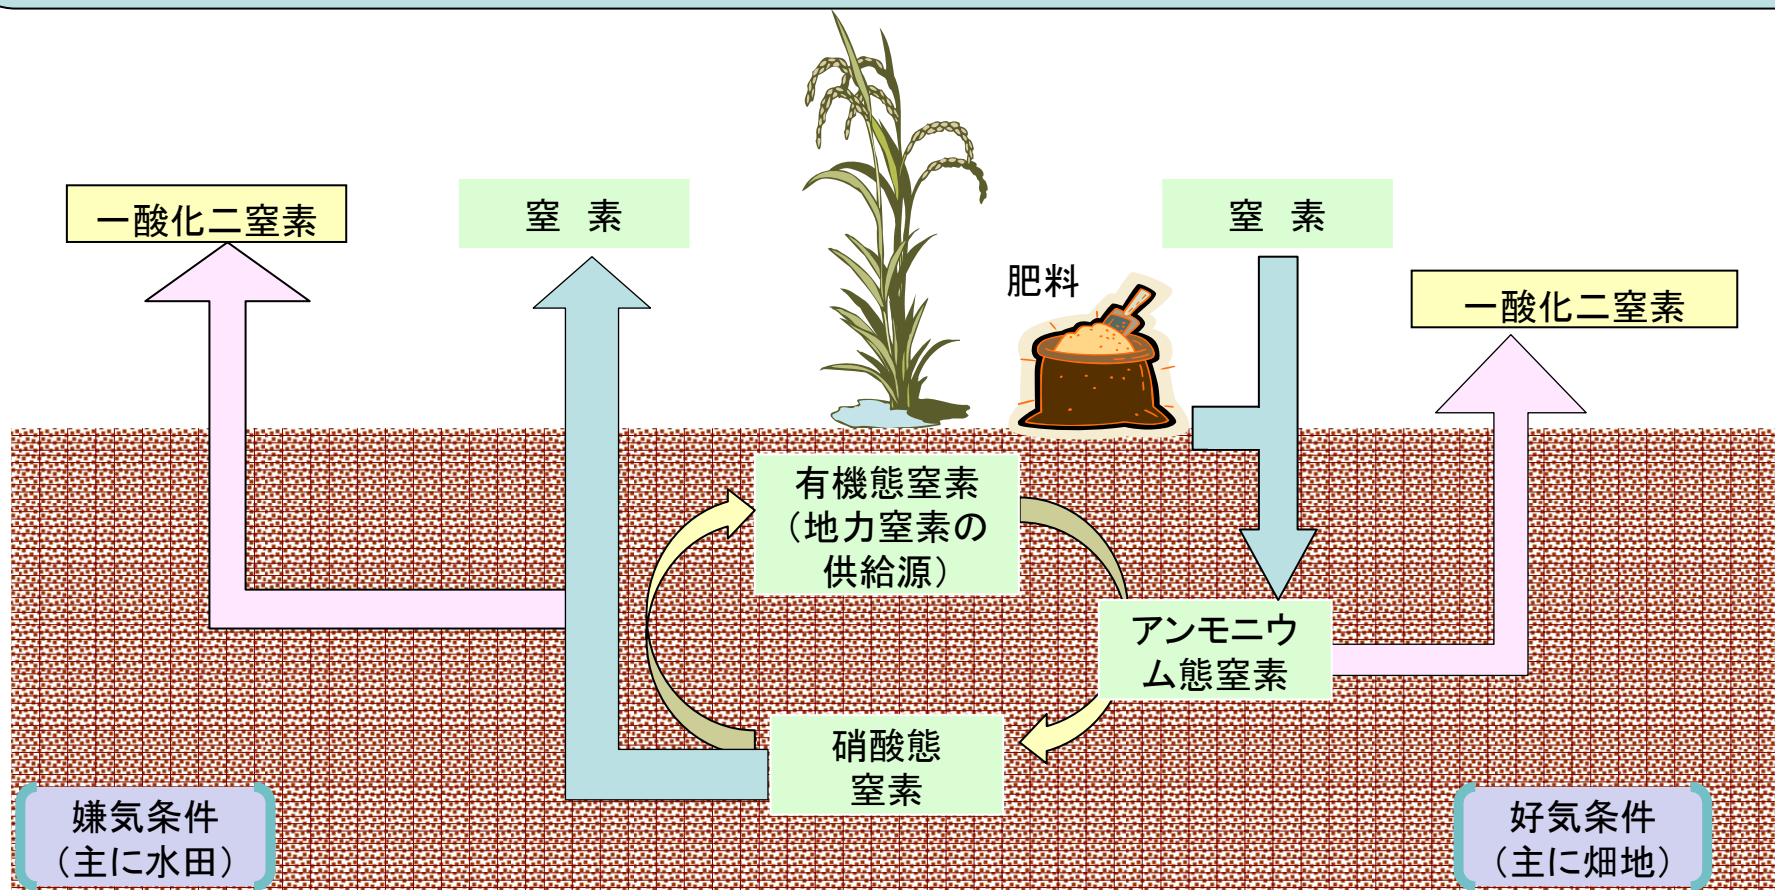 一酸化二窒素
窒 素
窒 素
肥料
一酸化二窒素
有機態窒素
（地力窒素の
供給源）
アンモニウ
ム態窒素
硝酸態
窒素
嫌気条件
（主に水田）
好気条件
（主に畑地）